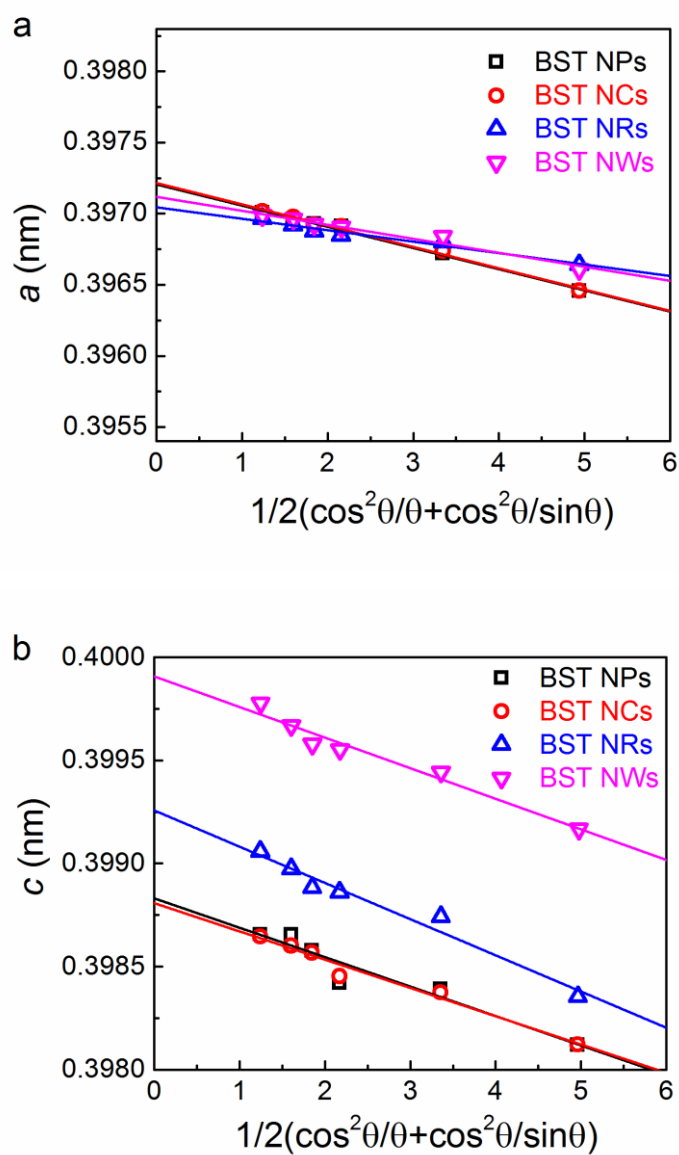 a
0.3980
0.3975
0.3970
0.3965
0.3960
0.3955
a (nm)
BST NPs
BST NCs
BST NRs
BST NWs
0 1 2 3 4 5 6
1/2(cos²θ/θ+cos²θ/sinθ)
b
0.4000
0.3995
0.3990
0.3985
0.3980
c (nm)
BST NPs
BST NCs
BST NRs
BST NWs
0 1 2 3 4 5 6
1/2(cos²θ/θ+cos²θ/sinθ)